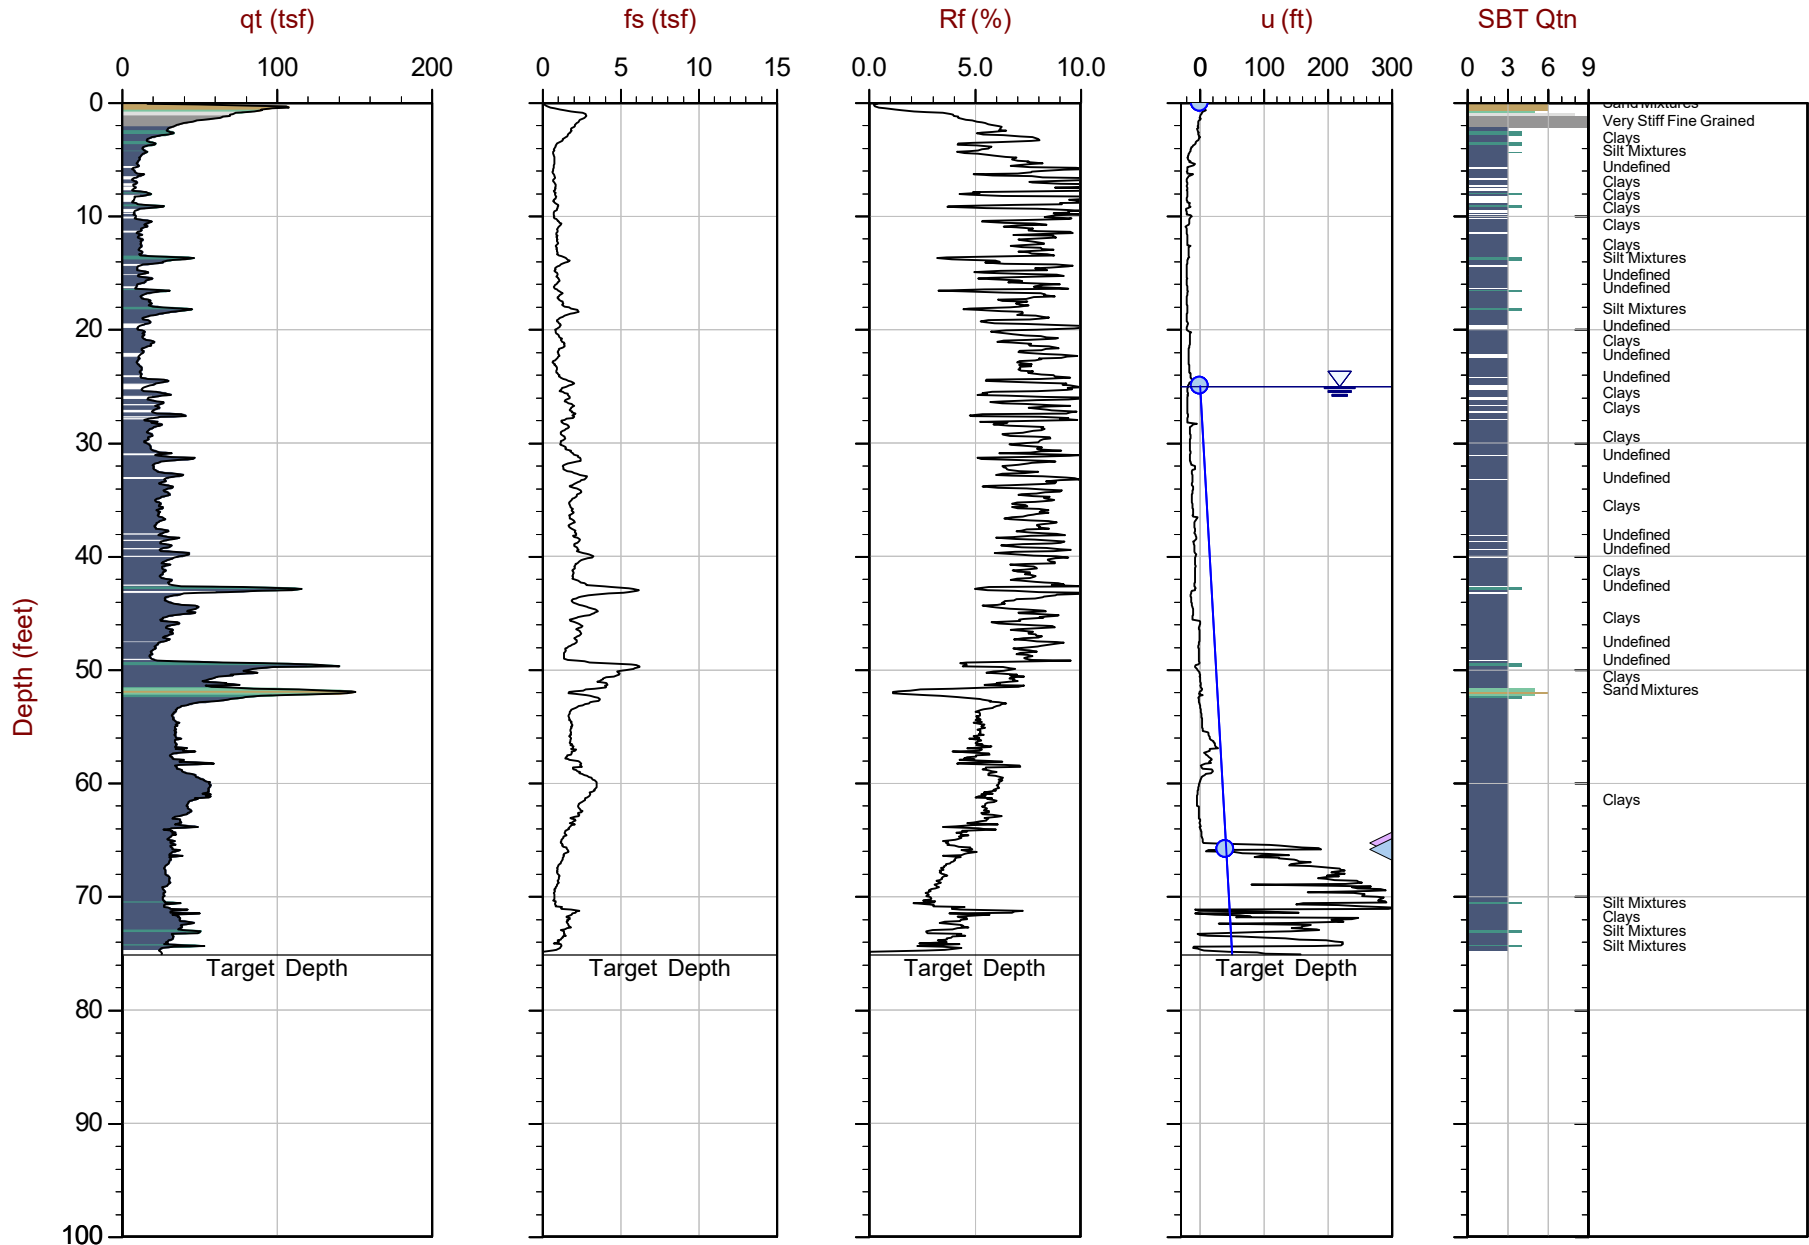 qt (tsf) fs (tsf) Rf (%) u (ft) SBT Qtn
0 100 200 0 5 15 0.0 5.0 10.0 0 100 200 300 0 3 6 9
0
10
20
30
40
50
60
70
80
90
100
Depth (feet)
5 10
Sand Mixtures
Very Stiff Fine Grained
Clays
Silt Mixtures
Undefined
Clays
Clays
Clays
Clays
Clays
Silt Mixtures
Undefined
Undefined
Silt Mixtures
Undefined
Clays
Undefined
Undefined
Clays
Clays
Clays
Undefined
Undefined
Clays
Undefined
Undefined
Clays
Undefined
Clays
Undefined
Undefined
Clays
Sand Mixtures
Clays
Silt Mixtures
Clays
Silt Mixtures
Silt Mixtures
Target Depth Target Depth Target Depth Target Depth